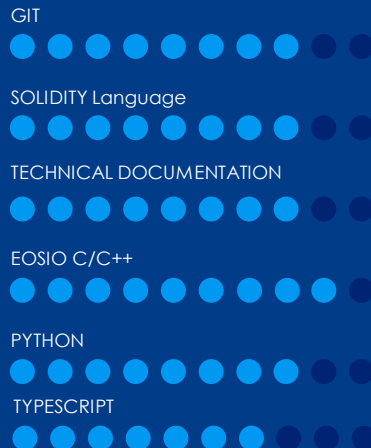 GIT
SOLIDITY Language
TECHNICAL DOCUMENTATION
EOSIO C/C++
PYTHON
TYPESCRIPT